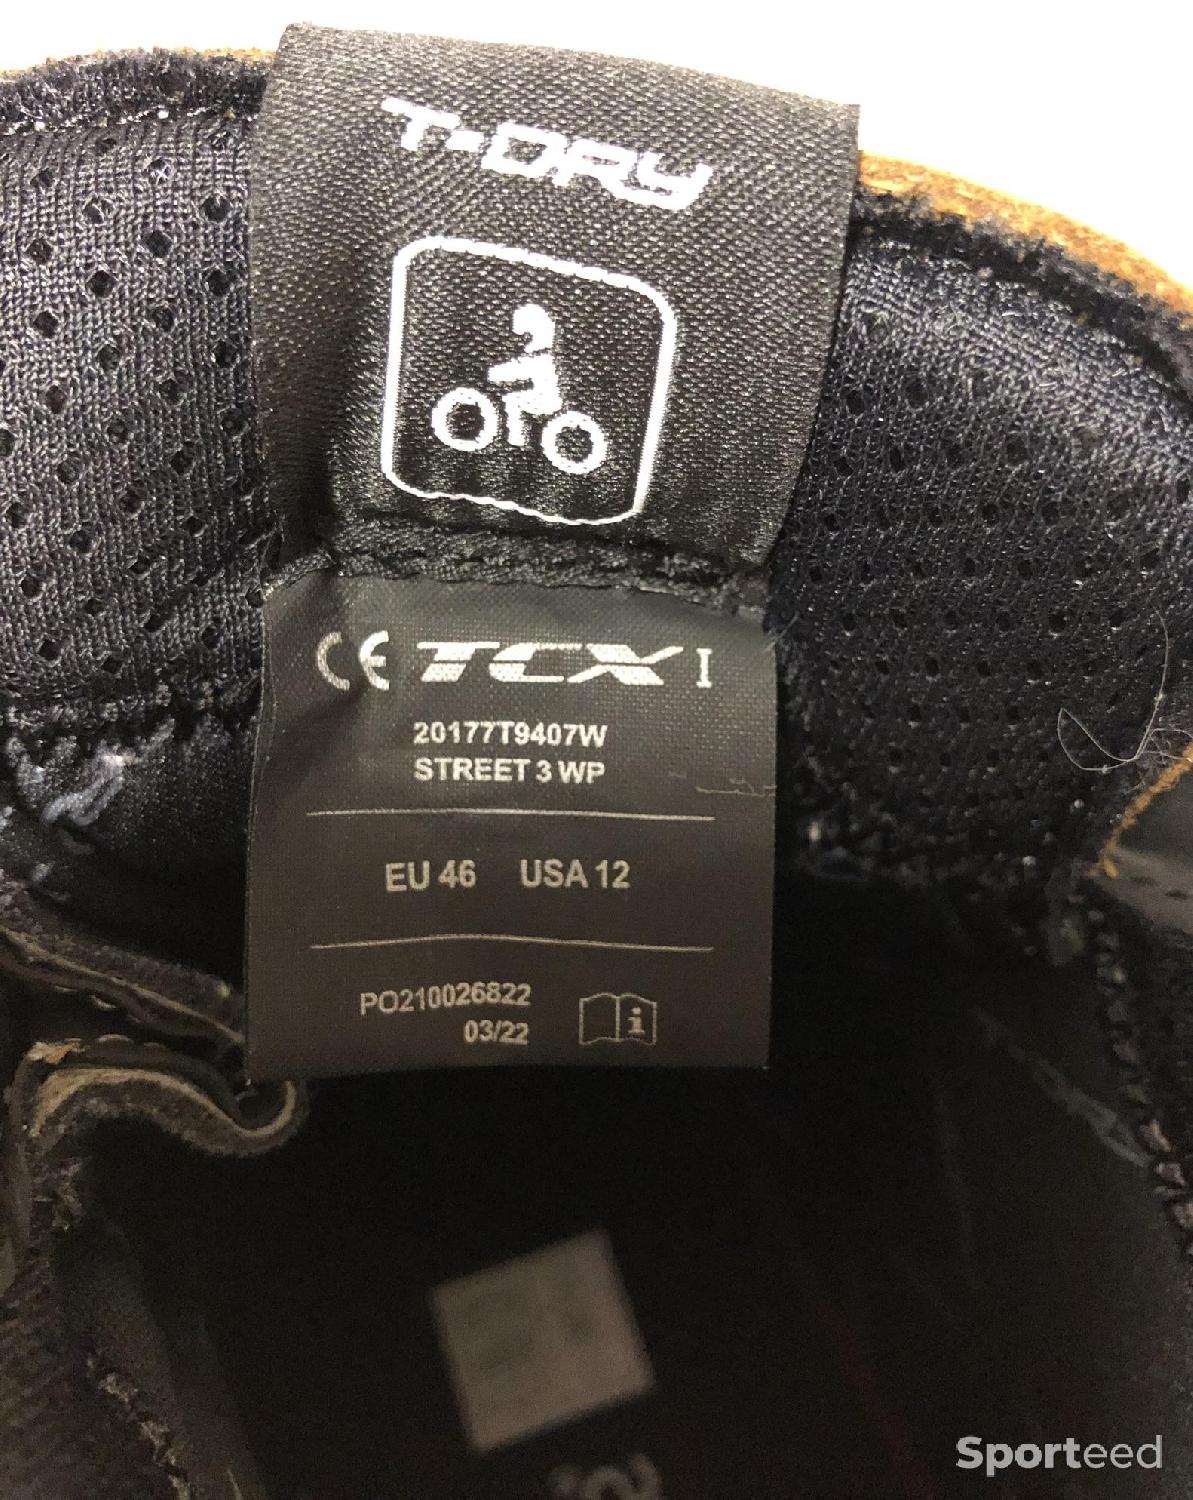 T·DRY
CE TCX I
20177T9407W
STREET 3 WP
EU 46 USA 12
PO210026822
03/22
i
Sporteed